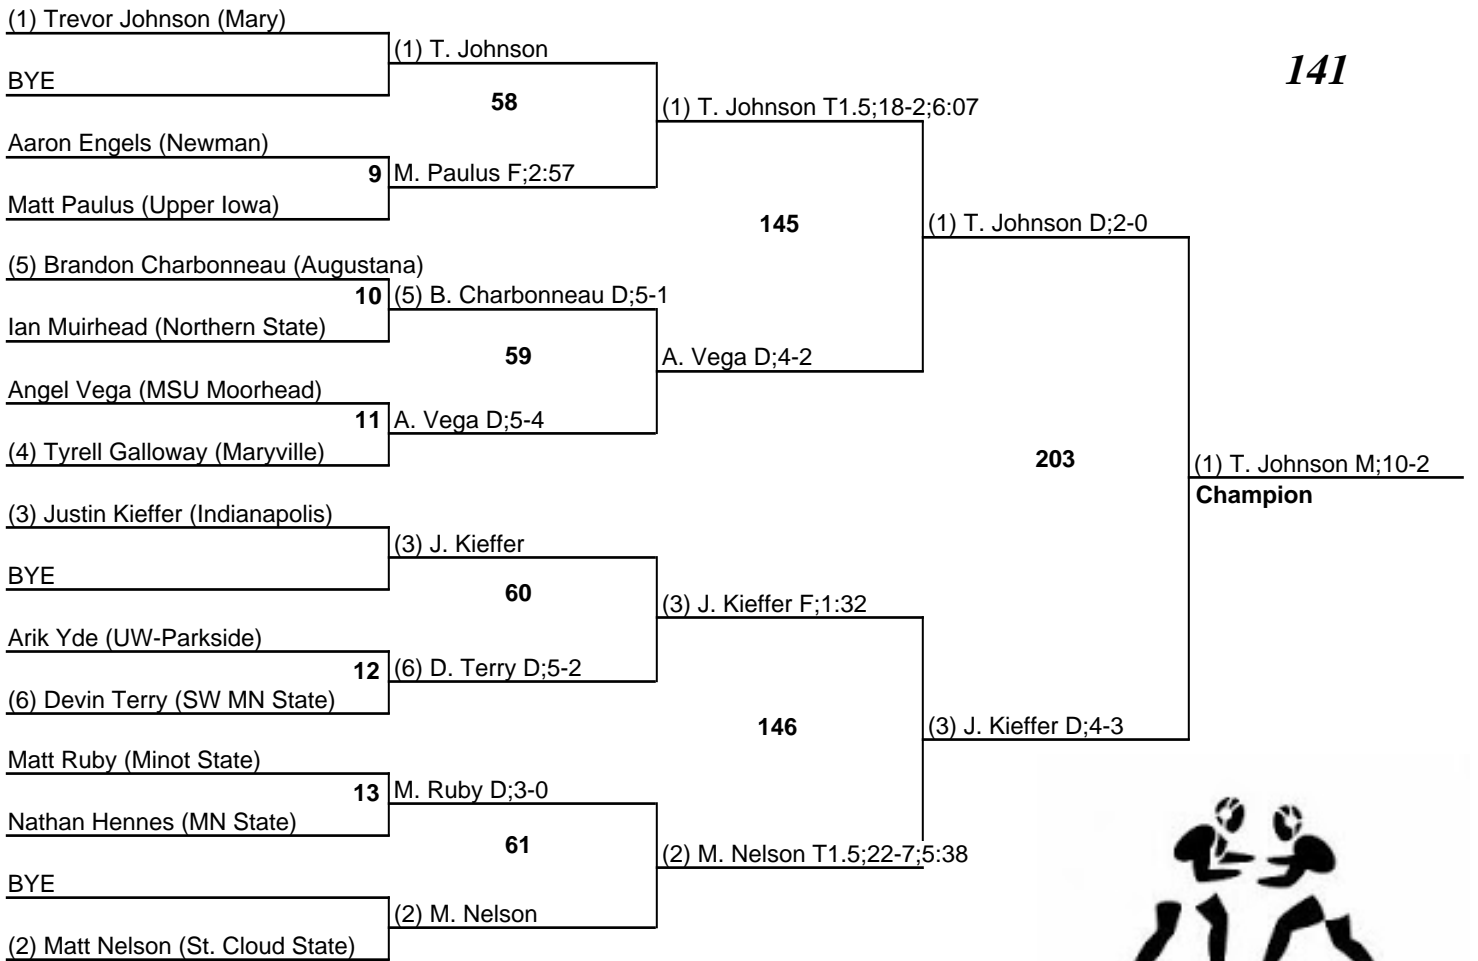 (1) Trevor Johnson (Mary)
(1) T. Johnson
141
BYE
58
(1) T. Johnson T1.5;18-2;6:07
Aaron Engels (Newman)
9 M. Paulus F;2:57
Matt Paulus (Upper Iowa)
145
(1) T. Johnson D;2-0
(5) Brandon Charbonneau (Augustana)
10 (5) B. Charbonneau D;5-1
Ian Muirhead (Northern State)
59
A. Vega D;4-2
Angel Vega (MSU Moorhead)
11 A. Vega D;5-4
(4) Tyrell Galloway (Maryville)
203
(1) T. Johnson M;10-2
Champion
(3) Justin Kieffer (Indianapolis)
(3) J. Kieffer
BYE
60
(3) J. Kieffer F;1:32
Arik Yde (UW-Parkside)
12 (6) D. Terry D;5-2
(6) Devin Terry (SW MN State)
146
(3) J. Kieffer D;4-3
Matt Ruby (Minot State)
13 M. Ruby D;3-0
Nathan Hennes (MN State)
61
(2) M. Nelson T1.5;22-7;5:38
BYE
(2) M. Nelson
(2) Matt Nelson (St. Cloud State)